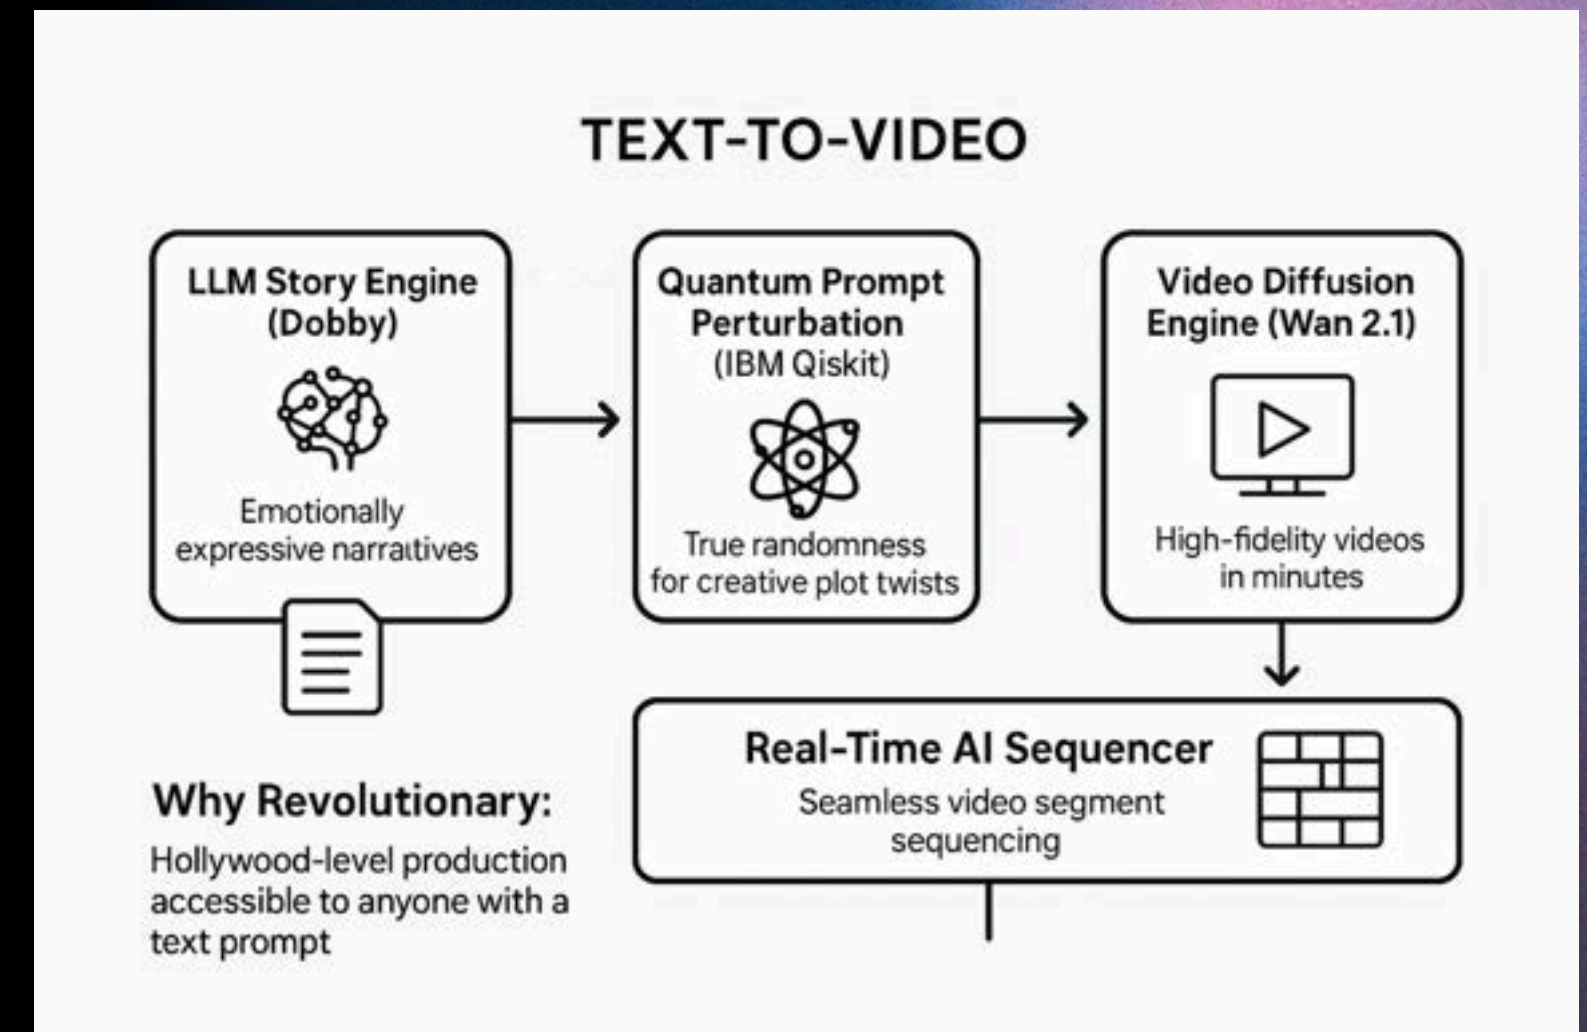 TEXT-TO-VIDEO
LLM Story Engine
(Dobby)
Emotionally
expressive narraıtives
Quantum Prompt
Perturbation
(IBM Qiskit)
True randomness
for creative plot twists
Video Diffusion
Engine (Wan 2.1)
High-fidelity videos
in minutes
Real-Time AI Sequencer
Seamless video segment
sequencing
Why Revolutionary:
Hollywood-level production
accessible to anyone with a
text prompt